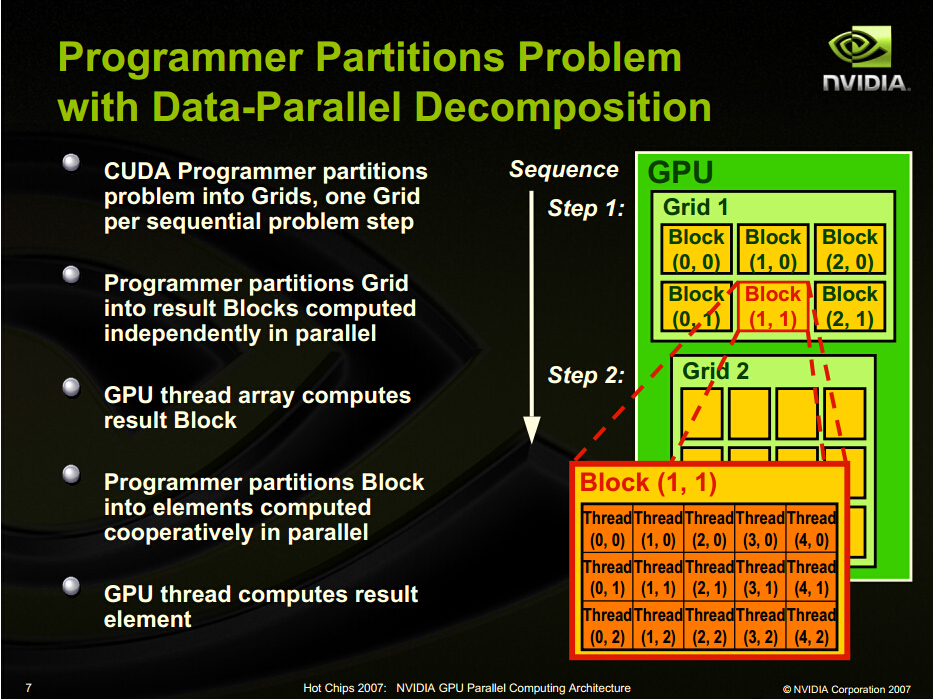 Programmer Partitions Problem
with Data-Parallel Decomposition
NVIDIA
CUDA Programmer partitions
problem into Grids, one Grid
per sequential problem step
Programmer partitions Grid
into result Blocks computed
independently in parallel
GPU thread array computes
result Block
Programmer partitions Block
into elements computed
cooperatively in parallel
GPU thread computes result
element
Sequence
Step 1:
Step 2:
GPU
Grid 1
Block Block Block
(0, 0) (1, 0) (2, 0)
Block Block Block
(0, 1) (1, 1) (2, 1)
Grid 2
Block (1, 1)
Thread Thread Thread Thread Thread
(0, 0) (1, 0) (2, 0) (3, 0) (4, 0)
Thread Thread Thread Thread Thread
(0, 1) (1, 1) (2, 1) (3, 1) (4, 1)
Thread Thread Thread Thread Thread
(0, 2) (1, 2) (2, 2) (3, 2) (4, 2)
7
Hot Chips 2007: NVIDIA GPU Parallel Computing Architecture
© NVIDIA Corporation 2007